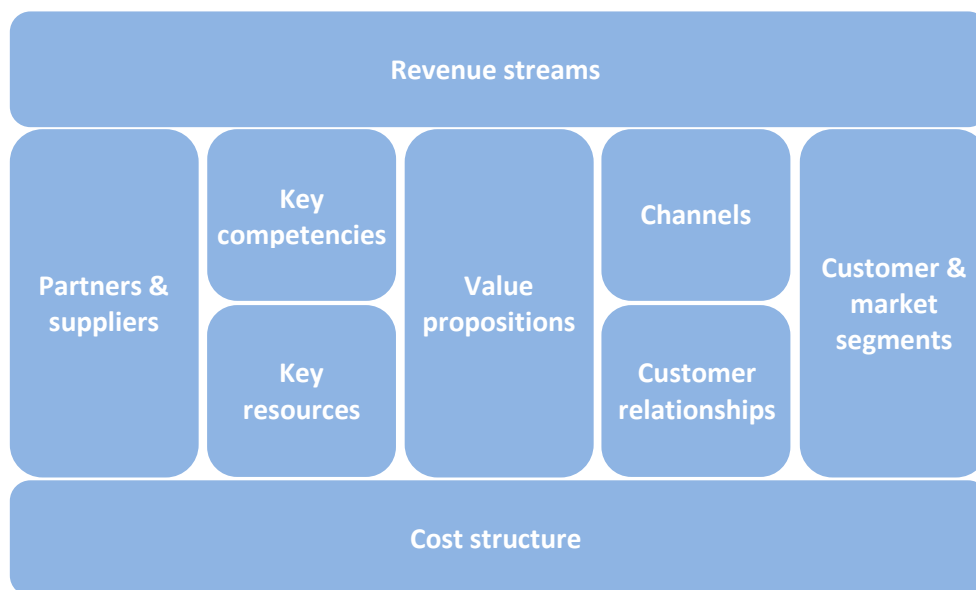 Revenue streams
Partners &
suppliers
Key
competencies
Key
resources
Value
propositions
Channels
Customer
relationships
Customer &
market
segments
Cost structure